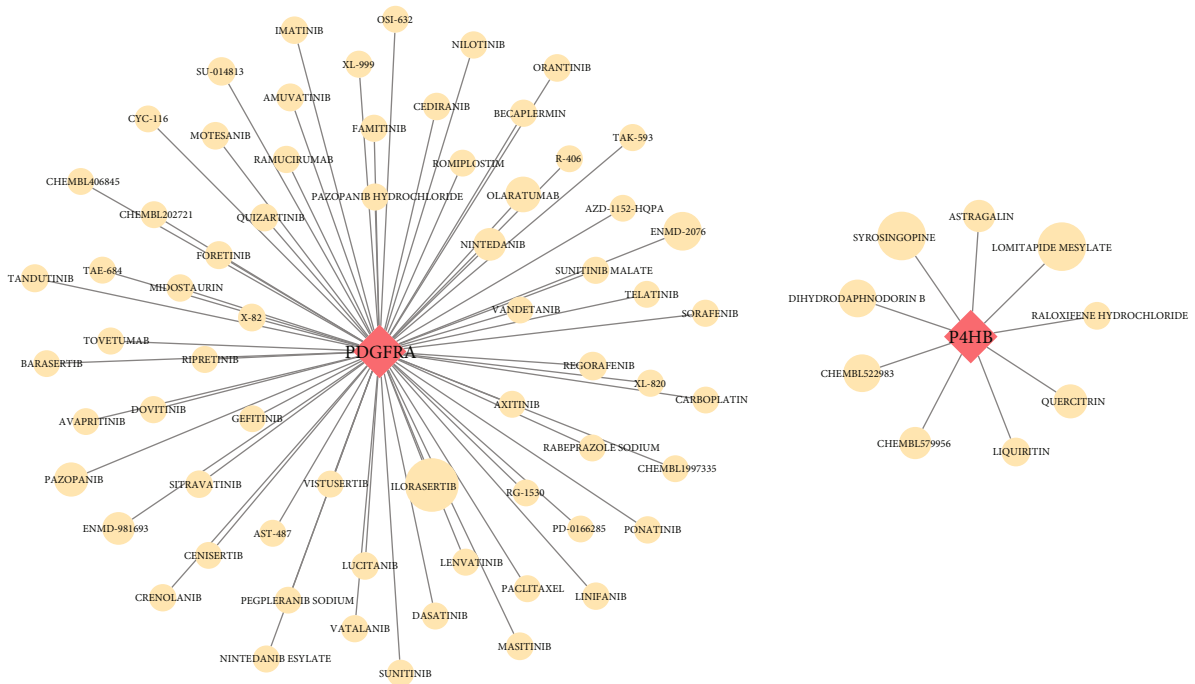 OSI-632
IMATINIB
NILOTINIB
XL-999
ORANTINIB
SU-014813
AMUVATINIB
CEDIRANIB
BECAPLERMIN
CYC-116
FAMITINIB
MOTESANIB
TAK-593
RAMUCIRUMAB
ROMIPLOSTIM
R-406
CHEMBL406845
PAZOPANIB HYDROCHLORIDE
OLARATUMAB
AZD-1152-HQPA
CHEMBL202721
QUIZARTINIB
ENMD-2076
NINTEDANIB
FORETINIB
TAE-684
SUNITINIB MALATE
TANDUTINIB
MIDOSTAURIN
TELATINIB
VANDETANIB
SORAFENIB
X-82
TOVETUMAB
PDGFRA
RIPRETINIB
BARASERTIB
REGORAFENIB
XL-820
CARBOPLATIN
AXITINIB
DOVITINIB
AVAPRITINIB
GEFITINIB
RABEPRAZOLE SODIUM
CHEMBL1997335
PAZOPANIB
SITRAVATINIB
VISTUSERTIB
ILORASERTIB
RG-1530
ENMD-981693
AST-487
PD-0166285
PONATINIB
CENISERTIB
LUCITANIB
LENVATINIB
PACLITAXEL
CRENOLANIB
PEGPLERANIB SODIUM
LINIFANIB
DASATINIB
VATALANIB
MASITINIB
NINTEDANIB ESYLATE
SUNITINIB
ASTRAGALIN
SYROSINGOPINE
LOMITAPIDE MESYLATE
DIHYDRODAPHNODORIN B
RALOXIFENE HYDROCHLORIDE
P4HB
CHEMBL522983
QUERCITRIN
CHEMBL579956
LIQUIRITIN